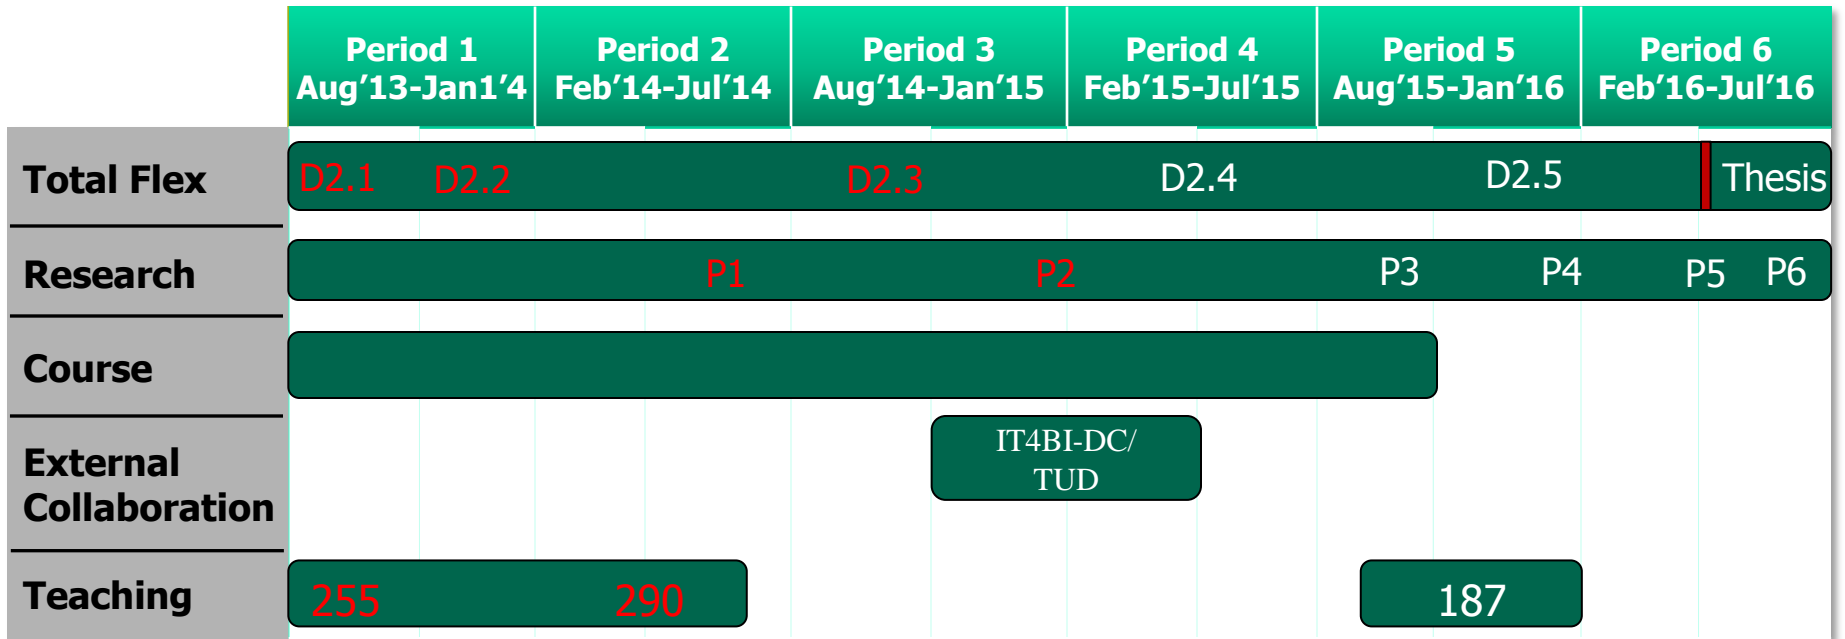 Period 1
Aug’13-Jan1’4
Period 2
Feb’14-Jul’14
Period 3
Aug’14-Jan’15
Period 4
Feb’15-Jul’15
Period 5
Aug’15-Jan’16
Period 6
Feb’16-Jul’16
Total Flex
D2.1
D2.2
D2.3
D2.4
D2.5
Thesis
Research
P1
P2
P3
P4
P5
P6
Course
External
Collaboration
IT4BI-DC/
TUD
Teaching
255
290
187